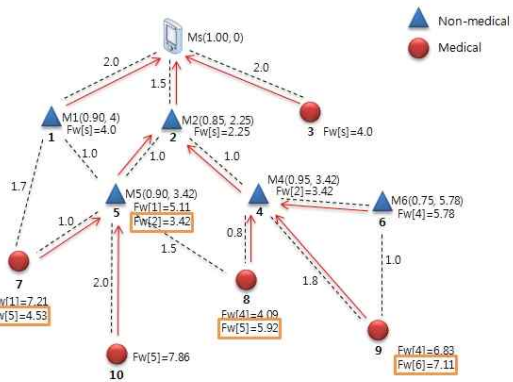 Ms(1.00, 0)
Non-medical
Medical
2.0
1.5
2.0
M1(0.90, 4)
Fw[s]=4.0
1
M2(0.85, 2.25)
Fw[s]=2.25
2
3
Fw[s]=4.0
1.0
1.0
1.0
1.7
M5(0.90, 3.42)
Fw[1]=5.11
Fw[2]=3.42
5
M4(0.95, 3.42)
Fw[2]=3.42
4
M6(0.75, 5.78)
Fw[4]=5.78
6
1.0
1.5
0.8
2.0
1.8
1.0
7
w[1]=7.21
w[5]=4.53
8
Fw[4]=4.09
Fw[5]=5.92
10
Fw[5]=7.86
9
Fw[4]=6.83
Fw[6]=7.11